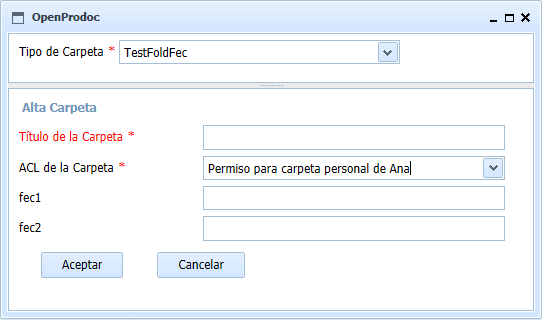 OpenProdoc
Tipo de Carpeta * TestFoldFec
Alta Carpeta
Título de la Carpeta *
ACL de la Carpeta * Permiso para carpeta personal de Ana
fec1
fec2
Aceptar Cancelar